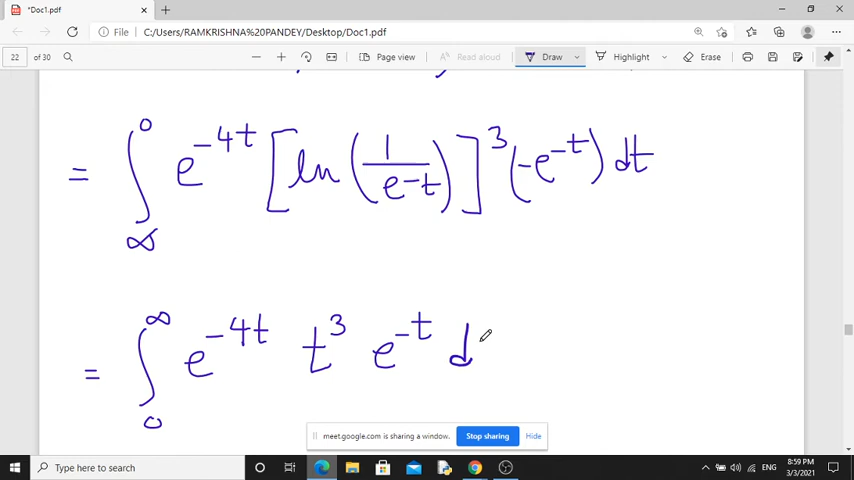 *Doc1.pdf
File | C:/Users/RAMKRISHNA%20PANDEY/Desktop/Doc1.pdf
22 of 30 Page view Read aloud Draw Highlight Erase
= ∫_∞^0 e^{-4t} [ln(1/e^{-t})]^3 (-e^{-t}) dt
= ∫_0^∞ e^{-4t} t^3 e^{-t} d
meet.google.com is sharing a window. Stop sharing Hide
Type here to search
ENG 8:59 PM
3/3/2021